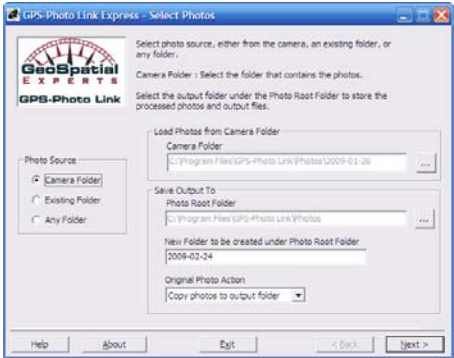 GPS-Photo Link Express - Select Photos
GeoSpatial
EXPERTS
GPS-Photo Link
Select photo source, either from the camera, an existing folder, or
any folder.
Camera Folder : Select the folder that contains the photos.
Select the output folder under the Photo Root Folder to store the
processed photos and output files.
Photo Source
Camera Folder
Existing Folder
Any Folder
Load Photos from Camera Folder
Camera Folder
C:\Program Files\GPS-Photo Link\Photos\2009-01-26
...
Save Output To
Photo Root Folder
C:\Program Files\GPS-Photo Link\Photos
...
New Folder to be created under Photo Root Folder
2009-02-24
Original Photo Action
Copy photos to output folder
Help
About
Exit
< Back
Next >